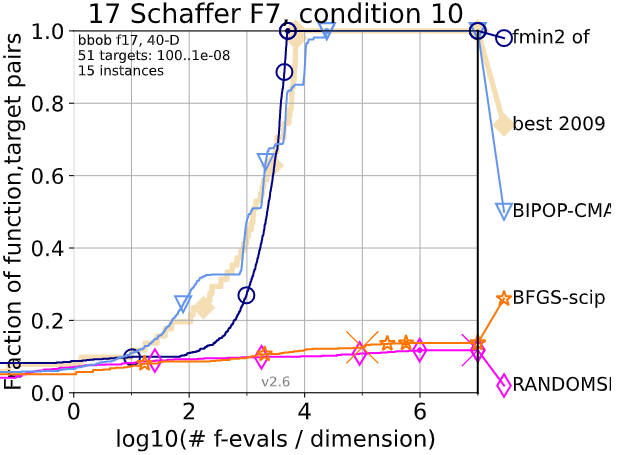 17 Schaffer F7, condition 10
bbob f17, 40-D
51 targets: 100..1e-08
15 instances
Fraction of function,target pairs
1.0
0.8
0.6
0.4
0.2
0.0
0
2
4
6
log10(# f-evals / dimension)
v2.6
fmin2 of
best 2009
BIPOP-CMA
BFGS-scip
RANDOMSE